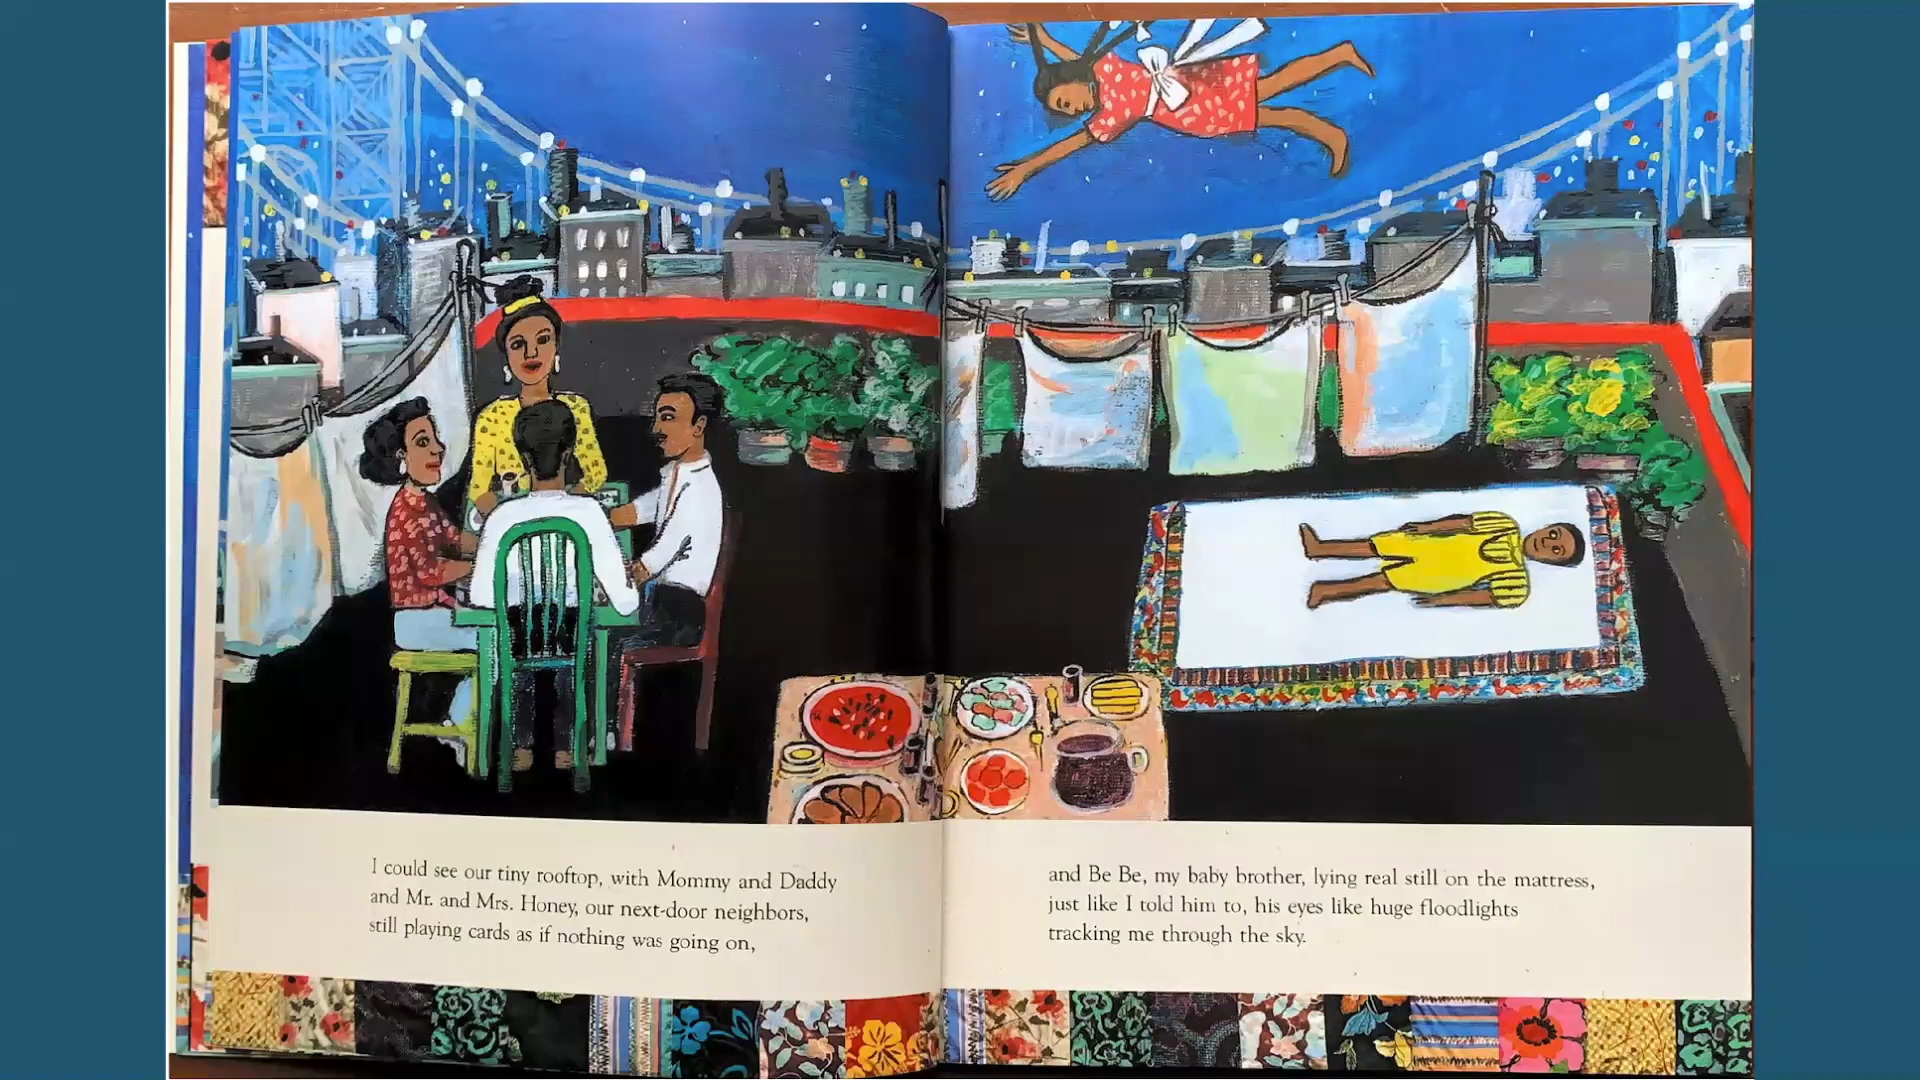 I could see our tiny rooftop, with Mommy and Daddy
and Mr. and Mrs. Honey, our next-door neighbors,
still playing cards as if nothing was going on,
and Be Be, my baby brother, lying real still on the mattress,
just like I told him to, his eyes like huge floodlights
tracking me through the sky.